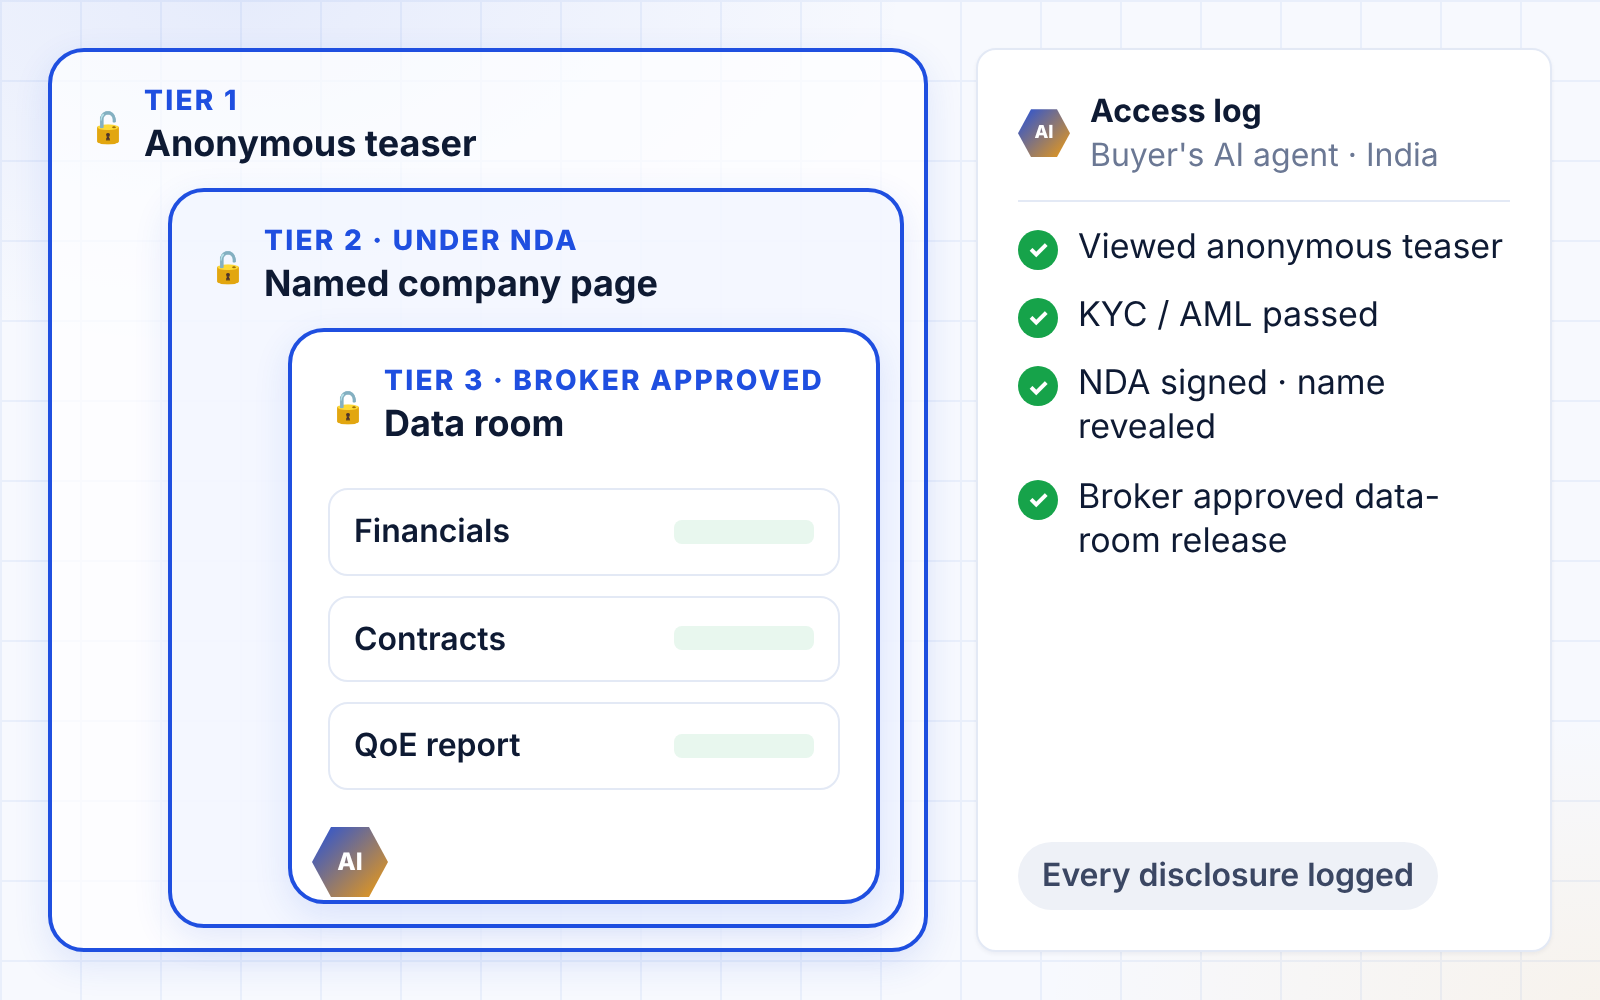 TIER 1
Anonymous teaser
TIER 2 · UNDER NDA
Named company page
TIER 3 · BROKER APPROVED
Data room
Financials
Contracts
QoE report
AI
AI
Access log
Buyer's AI agent · India
Viewed anonymous teaser
KYC / AML passed
NDA signed · name
revealed
Broker approved data-
room release
Every disclosure logged